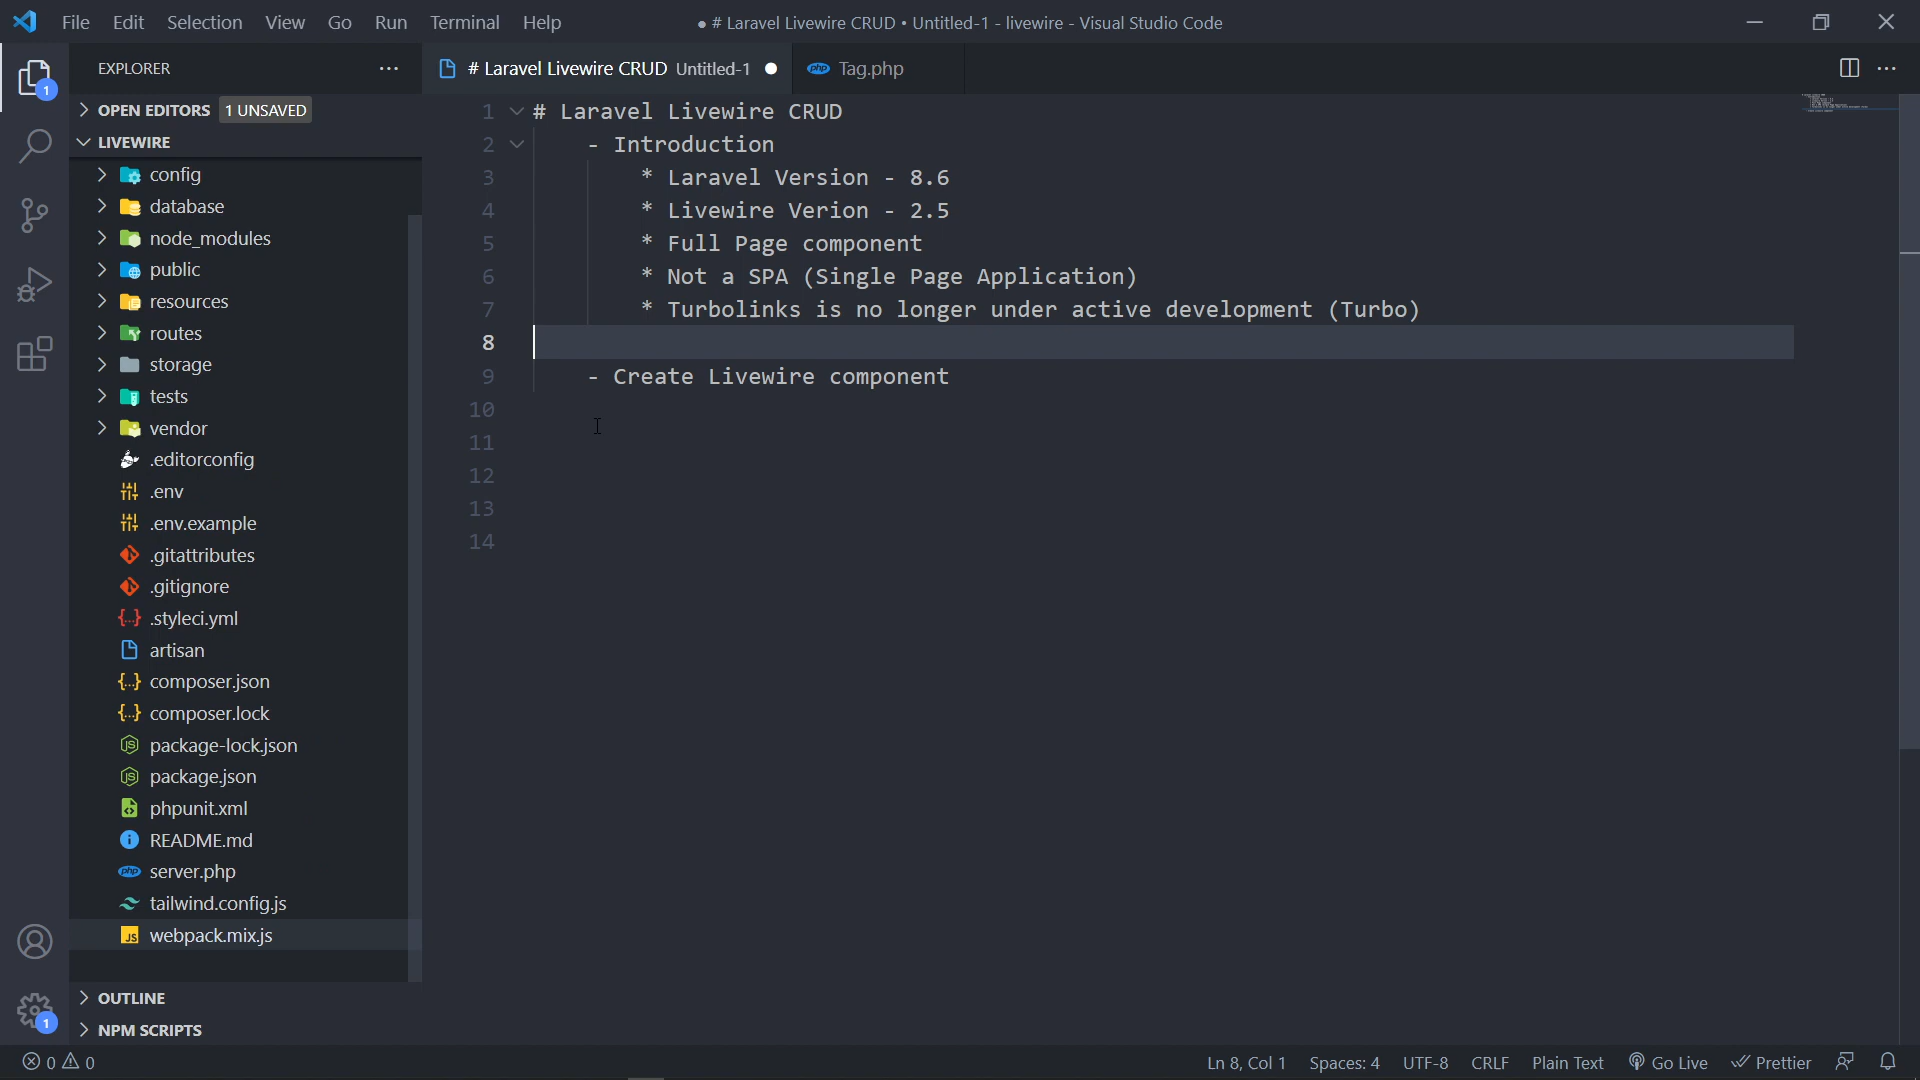 File Edit Selection View Go Run Terminal Help
● # Laravel Livewire CRUD • Untitled-1 - livewire - Visual Studio Code
EXPLORER
# Laravel Livewire CRUD Untitled-1
Tag.php
1
OPEN EDITORS 1 UNSAVED
LIVEWIRE
config
database
node_modules
public
resources
routes
storage
tests
vendor
.editorconfig
.env
.env.example
.gitattributes
.gitignore
.styleci.yml
artisan
composer.json
composer.lock
package-lock.json
package.json
phpunit.xml
README.md
server.php
tailwind.config.js
JS webpack.mix.js
OUTLINE
NPM SCRIPTS
1
1 # Laravel Livewire CRUD
2 - Introduction
3 * Laravel Version - 8.6
4 * Livewire Verion - 2.5
5 * Full Page component
6 * Not a SPA (Single Page Application)
7 * Turbolinks is no longer under active development (Turbo)
8
9 - Create Livewire component
10
11
12
13
14
0 0
Ln 8, Col 1 Spaces: 4 UTF-8 CRLF Plain Text Go Live Prettier